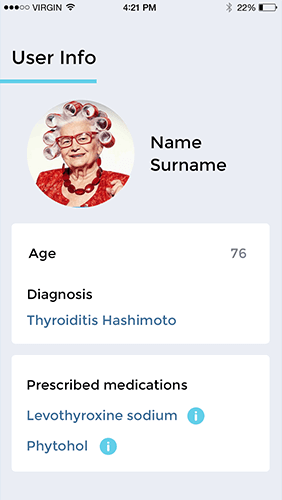 VIRGIN 4:21 PM 22%
User Info
Name
Surname
Age 76
Diagnosis
Thyroiditis Hashimoto
Prescribed medications
Levothyroxine sodium i
Phytohol i